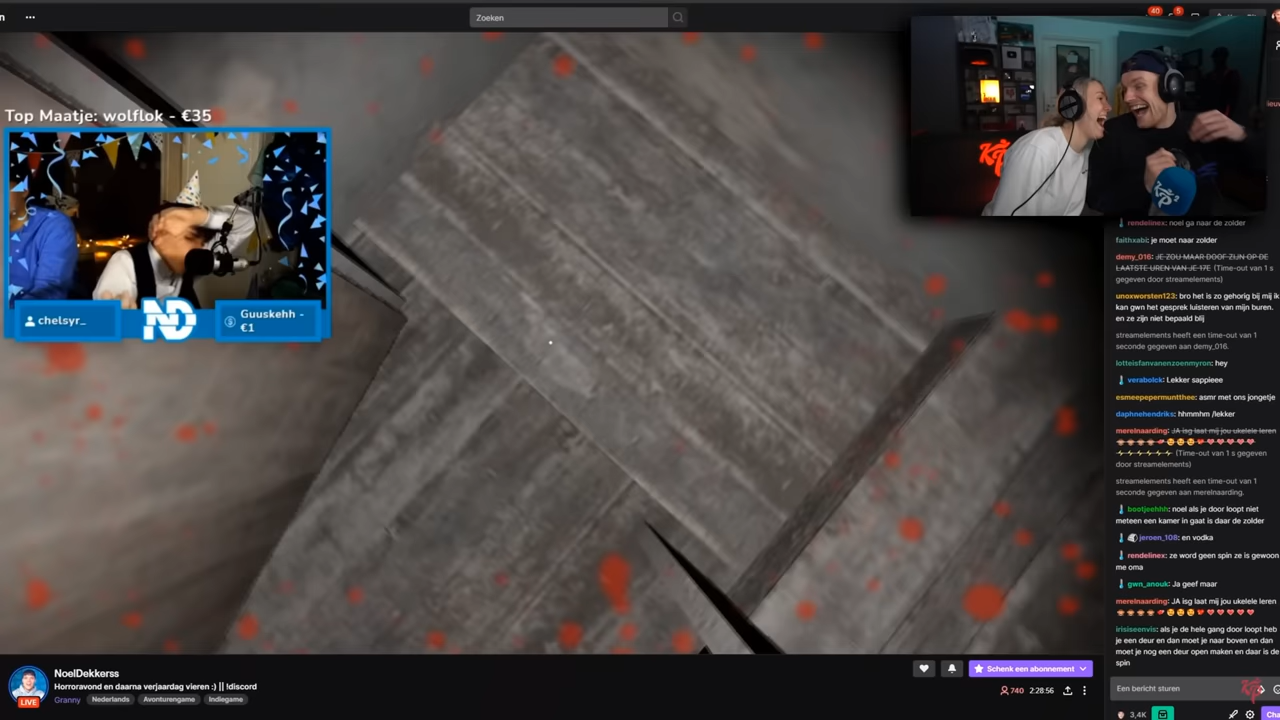 Zoeken
40
5
Top Maatje: wolflok - €35
chelsyr_
ND
Guuskehh -
€1
rendelinex: noel ga naar de zolder
faithxabi: je moet naar zolder
demy_016: JE ZOU MAAR DOOF ZIJN OP DE
LAATSTE UREN VAN JE 17E (Time-out van 1 s
gegeven door streamelements)
unoxworsten123: bro het is zo gehorig bij mij ik
kan gwn het gesprek luisteren van mijn buren.
en ze zijn niet bepaald blij
streamelements heeft een time-out van 1
seconde gegeven aan demy_016.
lotteisfanvanenzoenmyron: hey
verabolck: Lekker sappieee
esmeepepermuntthee: asmr met ons jongetje
daphnehendriks: hhmmhm /lekker
merelnaarding: JA isg laat mij jou ukelele leren
(Time-out van 1 s gegeven
door streamelements)
streamelements heeft een time-out van 1
seconde gegeven aan merelnaarding.
bootjeehhh: noel als je door loopt niet
meteen een kamer in gaat is daar de zolder
jeroen_108: en vodka
rendelinex: ze word geen spin ze is gewoon
me oma
gwn_anouk: Ja geef maar
merelnaarding: JA isg laat mij jou ukelele leren
irisiseenvis: als je de hele gang door loopt heb
je een deur en dan moet je naar boven en dan
moet je nog een deur open maken en daar is de
spin
NoelDekkerss
Horroravond en daarna verjaardag vieren :) || !discord
LIVE
Granny
Nederlands
Avonturengame
Indiegame
Schenk een abonnement
740
2:28:56
Een bericht sturen
3,4K